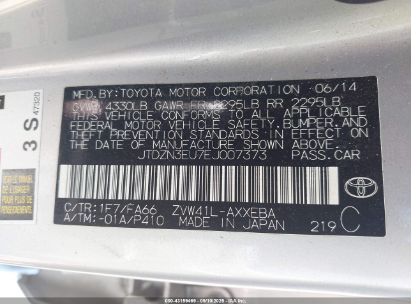 MFD.BY:TOYOTA MOTOR CORPORATION 06/14
GVWR 4330LB GAWR FR 2295LB RR 2295LB
THIS VEHICLE CONFORMS TO ALL APPLICABLE
FEDERAL MOTOR VEHICLE SAFETY, BUMPER, AND
THEFT PREVENTION STANDARDS IN EFFECT ON
THE DATE OF MANUFACTURE SHOWN ABOVE.
JTDZN3EU7EJ007373 PASS.CAR
C/TR:1F7/FA66 ZVW41L-AXXEBA
A/TM:-01A/P410 MADE IN JAPAN 219 C
3 S 47320